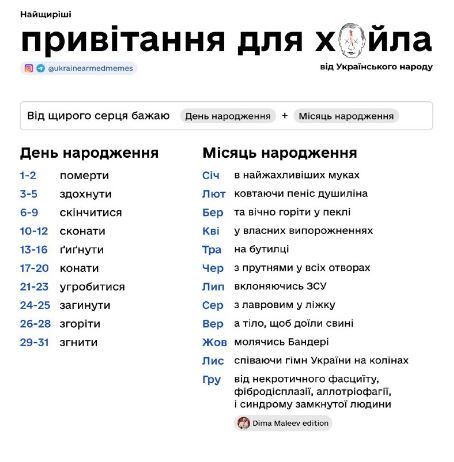 Найщиріші
привітання для х йла
від Українського народу
@ukrainearmedmemes
Від щирого серця бажаю День народження + Місяць народження
День народження
1-2 померти
3-5 здохнути
6-9 скінчитися
10-12 сконати
13-16 ґиґнути
17-20 конати
21-23 угробитися
24-25 загинути
26-28 згоріти
29-31 згнити
Місяць народження
Січ в найжахливіших муках
Лют ковтаючи пеніс душиліна
Бер та вічно горіти у пеклі
Кві у власних випорожненнях
Тра на бутилці
Чер з прутнями у всіх отворах
Лип вклоняючись ЗСУ
Сер з лавровим у ліжку
Вер а тіло, щоб доїли свині
Жов молячись Бандері
Лис співаючи гімн України на колінах
Гру від некротичного фасциїту,
фібродісплазії, аллотріофагії,
і синдрому замкнутої людини
Dima Maleev edition